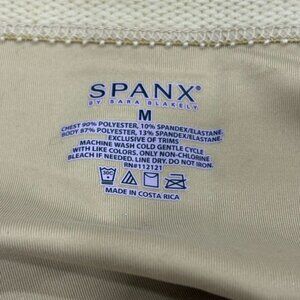 SPANX®
BY SARA BLAKELY
M
CHEST 90% POLYESTER, 10% SPANDEX/ELASTANE.
BODY 87% POLYESTER, 13% SPANDEX/ELASTANE.
EXCLUSIVE OF TRIMS
MACHINE WASH COLD GENTLE CYCLE
WITH LIKE COLORS. ONLY NON-CHLORINE
BLEACH IF NEEDED. LINE DRY. DO NOT IRON.
RN#112121
30C
MADE IN COSTA RICA